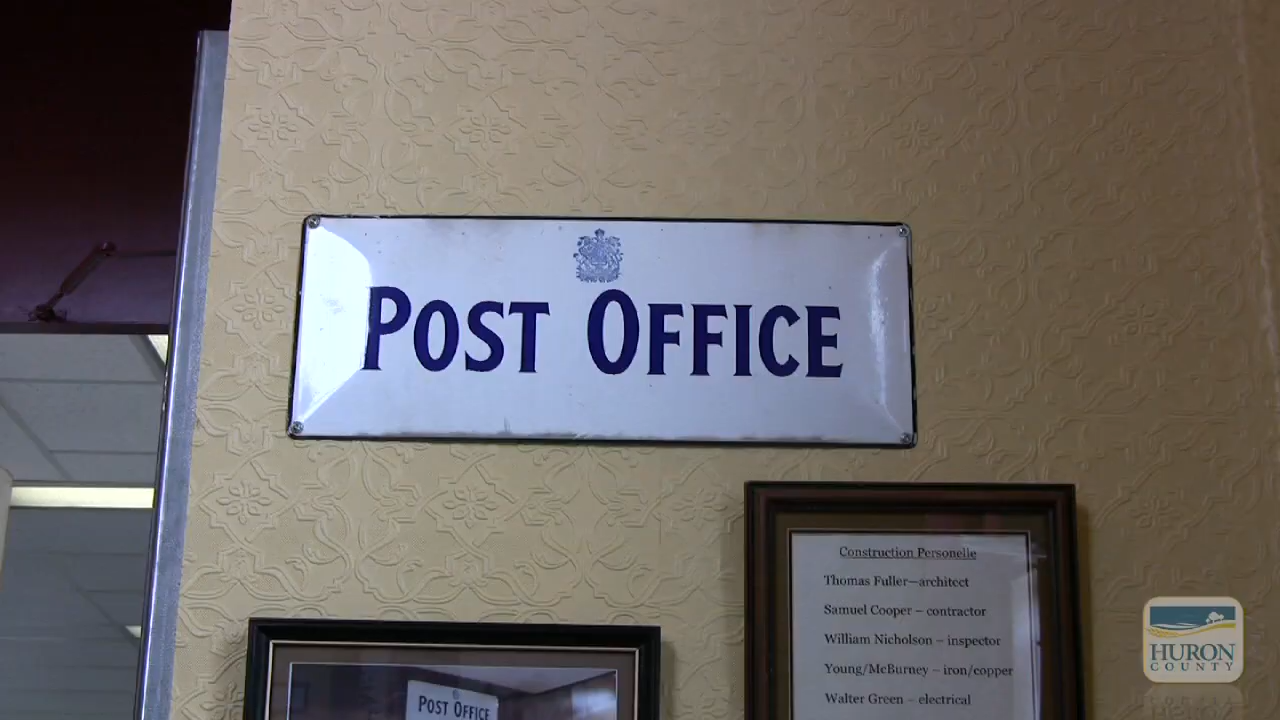 POST OFFICE
Construction Personelle
Thomas Fuller—architect
Samuel Cooper – contractor
William Nicholson – inspector
Young/McBurney – iron/copper
Walter Green – electrical
POST OFFICE
HURON
COUNTY